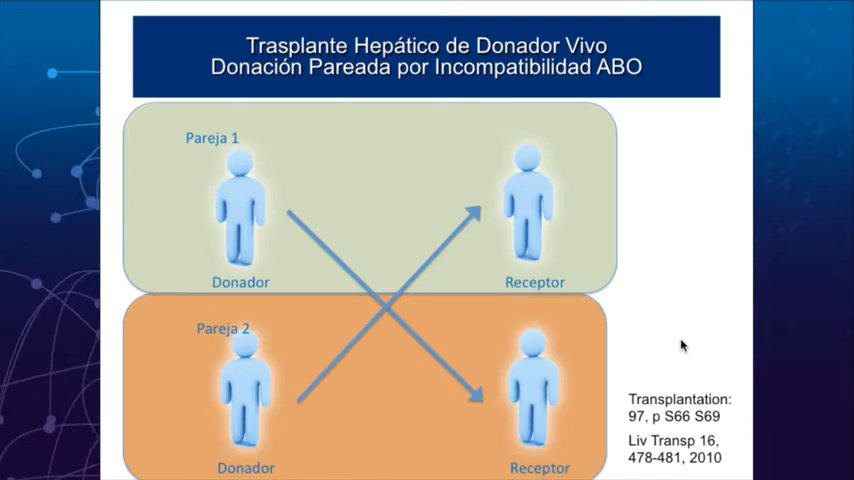 Trasplante Hepático de Donador Vivo
Donación Pareada por Incompatibilidad ABO
Pareja 1
Donador
Receptor
Pareja 2
Donador
Receptor
Transplantation:
97, p S66 S69
Liv Transp 16,
478-481, 2010